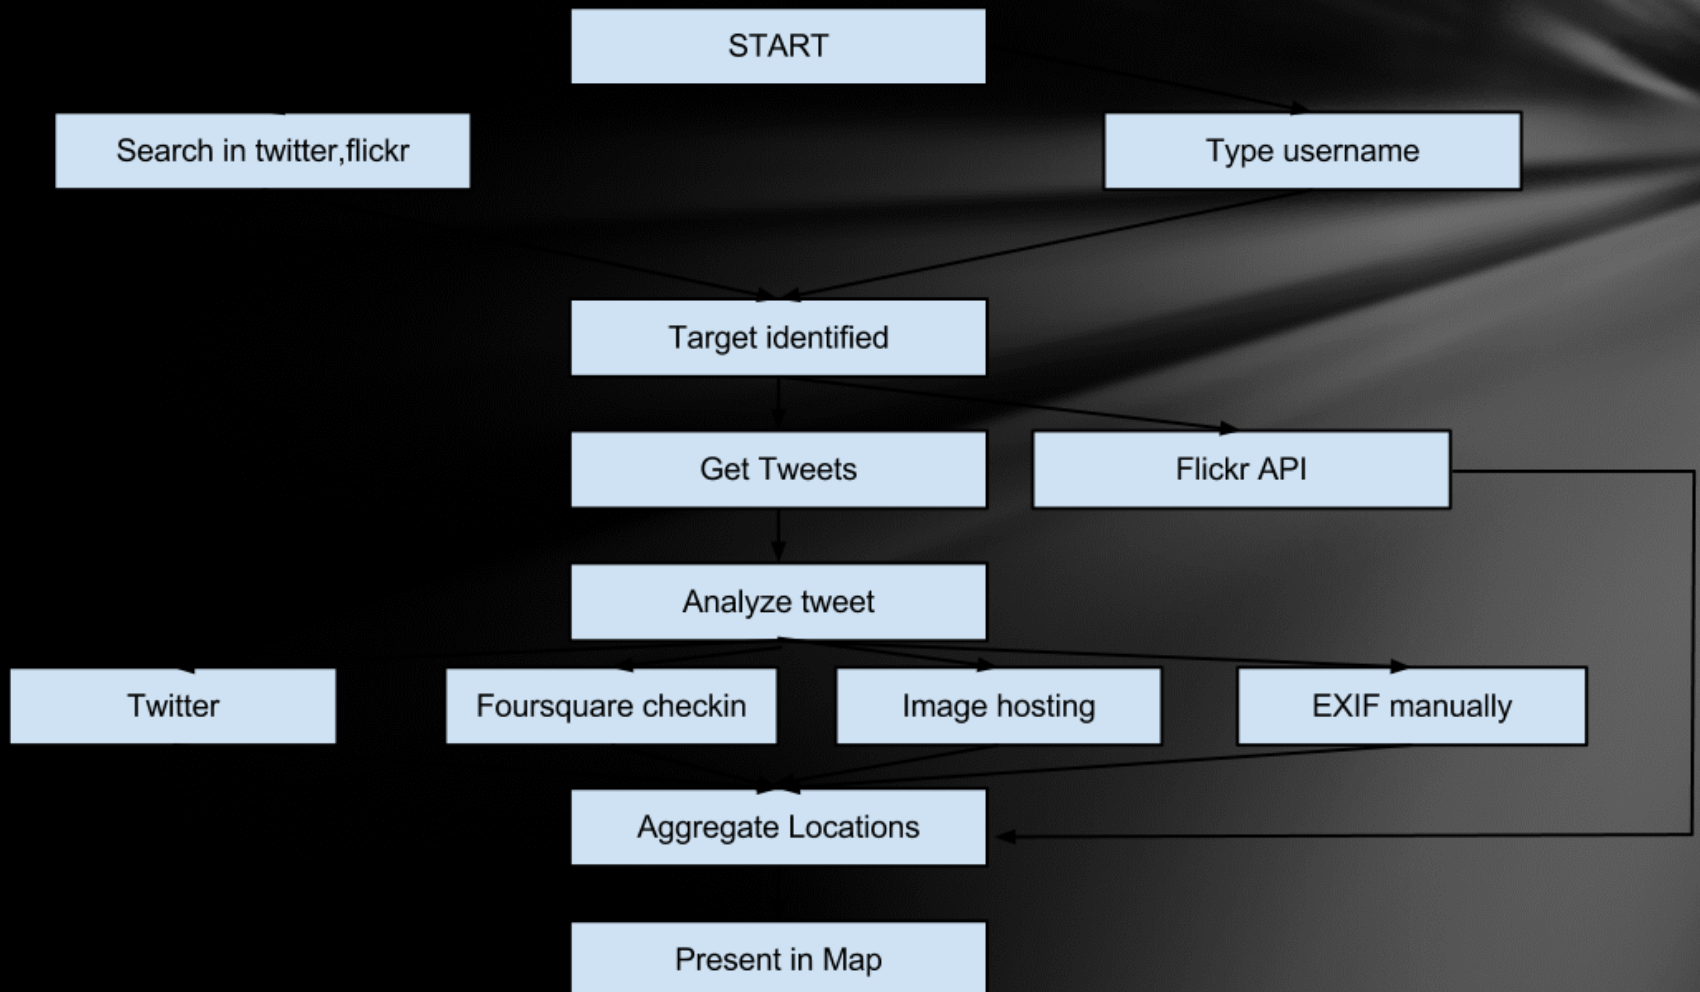 START
Search in twitter,flickr
Type username
Target identified
Get Tweets
Flickr API
Analyze tweet
Twitter
Foursquare checkin
Image hosting
EXIF manually
Aggregate Locations
Present in Map